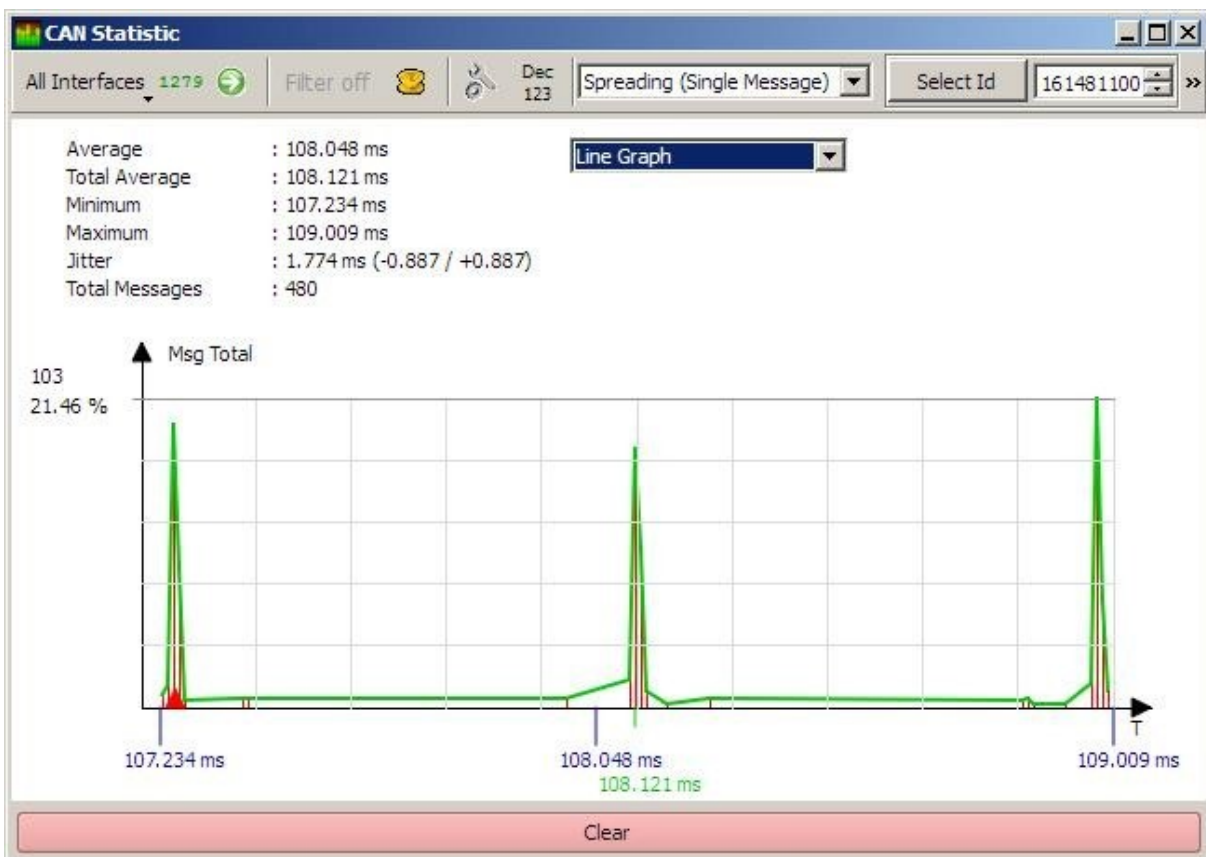 CAN Statistic
All Interfaces 1279 Filter off Dec 123 Spreading (Single Message) Select Id 161481100 »
Average : 108.048 ms
Line Graph
Total Average : 108.121 ms
Minimum : 107.234 ms
Maximum : 109.009 ms
Jitter : 1.774 ms (-0.887 / +0.887)
Total Messages : 480
Msg Total
103
21.46 %
T
107.234 ms 108.048 ms 109.009 ms
108.121 ms
Clear